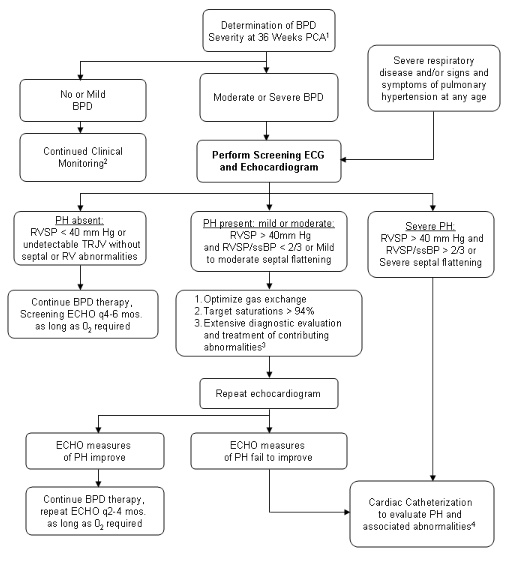 Determination of BPD
Severity at 36 Weeks PCA1
Severe respiratory
disease and/or signs and
symptoms of pulmonary
hypertension at any age
No or Mild
BPD
Moderate or Severe BPD
Continued Clinical
Monitoring2
Perform Screening ECG
and Echocardiogram
PH absent:
RVSP < 40 mm Hg or
undetectable TRJV without
septal or RV abnormalities
PH present: mild or moderate:
RVSP > 40mm Hg
and RVSP/ssBP < 2/3 or Mild
to moderate septal flattening
Severe PH:
RVSP > 40 mm Hg and
RVSP/ssBP > 2/3 or
Severe septal flattening
Continue BPD therapy,
Screening ECHO q4-6 mos.
as long as 02 required
1. Optimize gas exchange
2. Target saturations > 94%
3. Extensive diagnostic evaluation
and treatment of contributing
abnormalities3
Repeat echocardiogram
ECHO measures
of PH improve
ECHO measures
of PH fail to improve
Continue BPD therapy,
repeat ECHO q2-4 mos.
as long as 02 required
Cardiac Catheterization
to evaluate PH and
associated abnormalities4